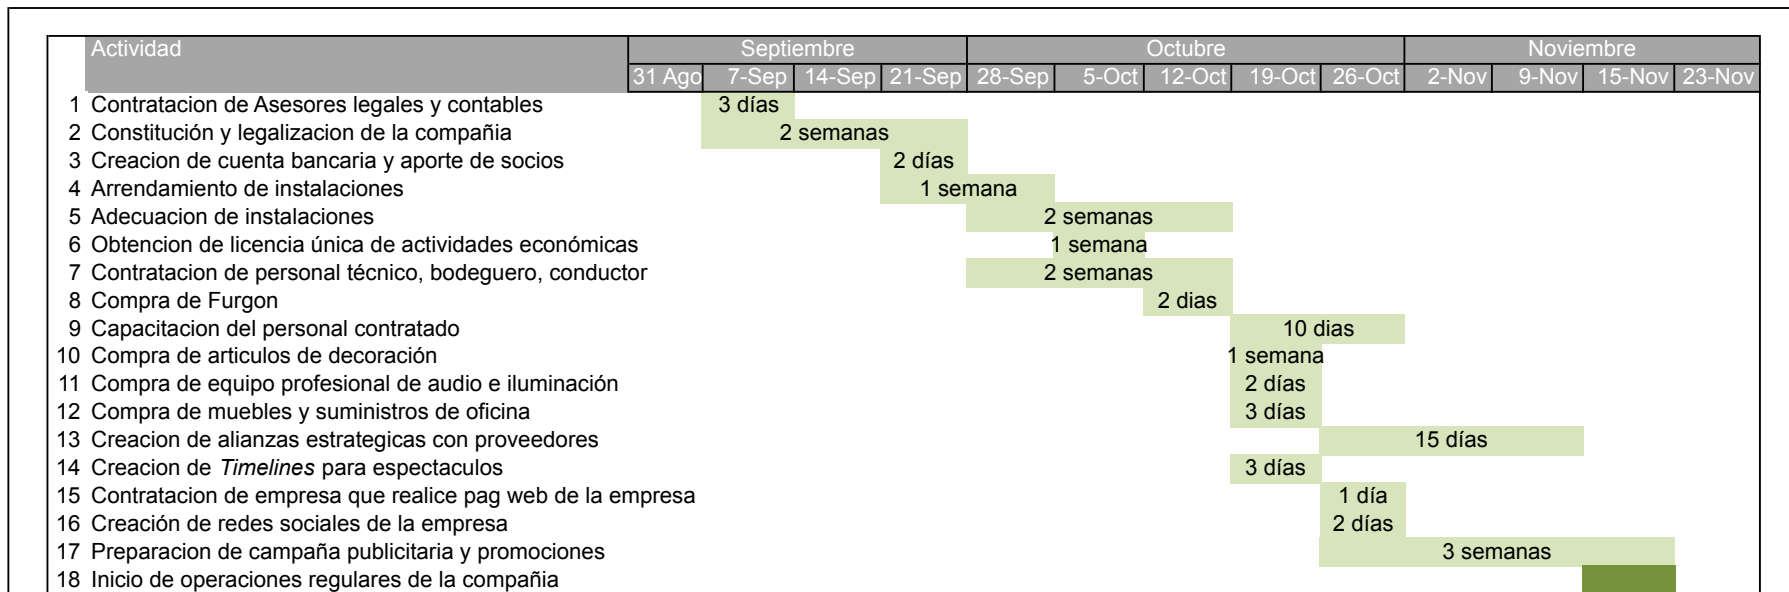 Actividad Septiembre Octubre Noviembre
31 Ago 7-Sep 14-Sep 21-Sep 28-Sep 5-Oct 12-Oct 19-Oct 26-Oct 2-Nov 9-Nov 15-Nov 23-Nov
1 Contratacion de Asesores legales y contables 3 días
2 Constitución y legalizacion de la compañia 2 semanas
3 Creacion de cuenta bancaria y aporte de socios 2 días
4 Arrendamiento de instalaciones 1 semana
5 Adecuacion de instalaciones 2 semanas
6 Obtencion de licencia única de actividades económicas 1 semana
7 Contratacion de personal técnico, bodeguero, conductor 2 semanas
8 Compra de Furgon 2 dias
9 Capacitacion del personal contratado 10 dias
10 Compra de articulos de decoración 1 semana
11 Compra de equipo profesional de audio e iluminación 2 días
12 Compra de muebles y suministros de oficina 3 días
13 Creacion de alianzas estrategicas con proveedores 15 días
14 Creacion de Timelines para espectaculos 3 días
15 Contratacion de empresa que realice pag web de la empresa 1 día
16 Creación de redes sociales de la empresa 2 días
17 Preparacion de campaña publicitaria y promociones 3 semanas
18 Inicio de operaciones regulares de la compañia